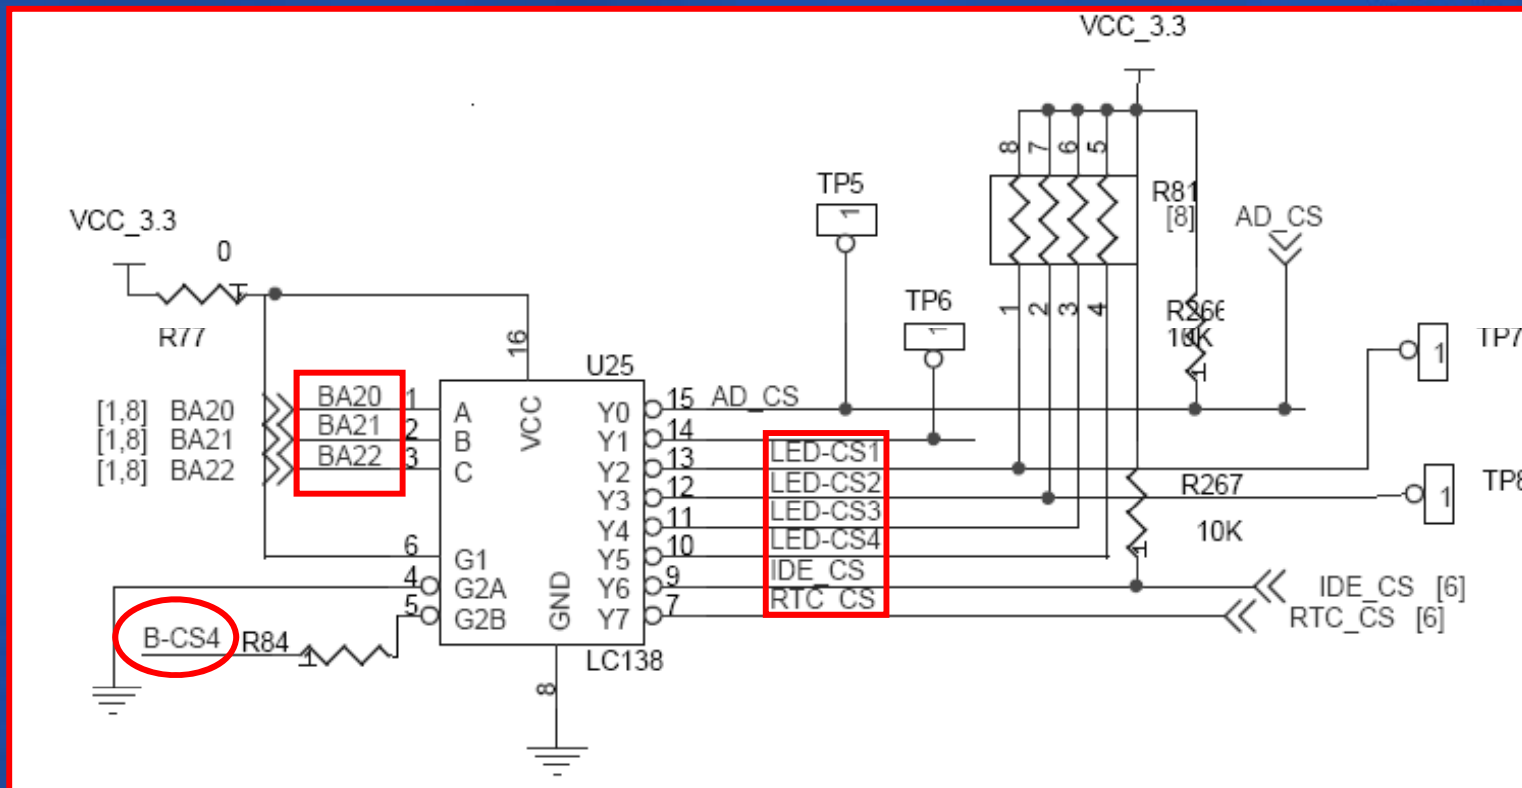 VCC_3.3
TP5
8 7 6 5
R81
[8]
AD_CS
VCC_3.3
0
1
1
TP6
1
1 2 3 4
R266
10K
1
TP7
1
R77
16
U25
[1,8] BA20 BA20 1 A VCC Y0 15 AD_CS
[1,8] BA21 BA21 2 B Y1 14
[1,8] BA22 BA22 3 C Y2 13 LED-CS1
Y3 12 LED-CS2 R267 1 TP8
Y4 11 LED-CS3 10K
6 G1 Y5 10 LED-CS4 1
4 G2A GND Y6 9 IDE_CS IDE_CS [6]
5 G2B Y7 7 RTC_CS RTC_CS [6]
B-CS4 R84 1
LC138
8